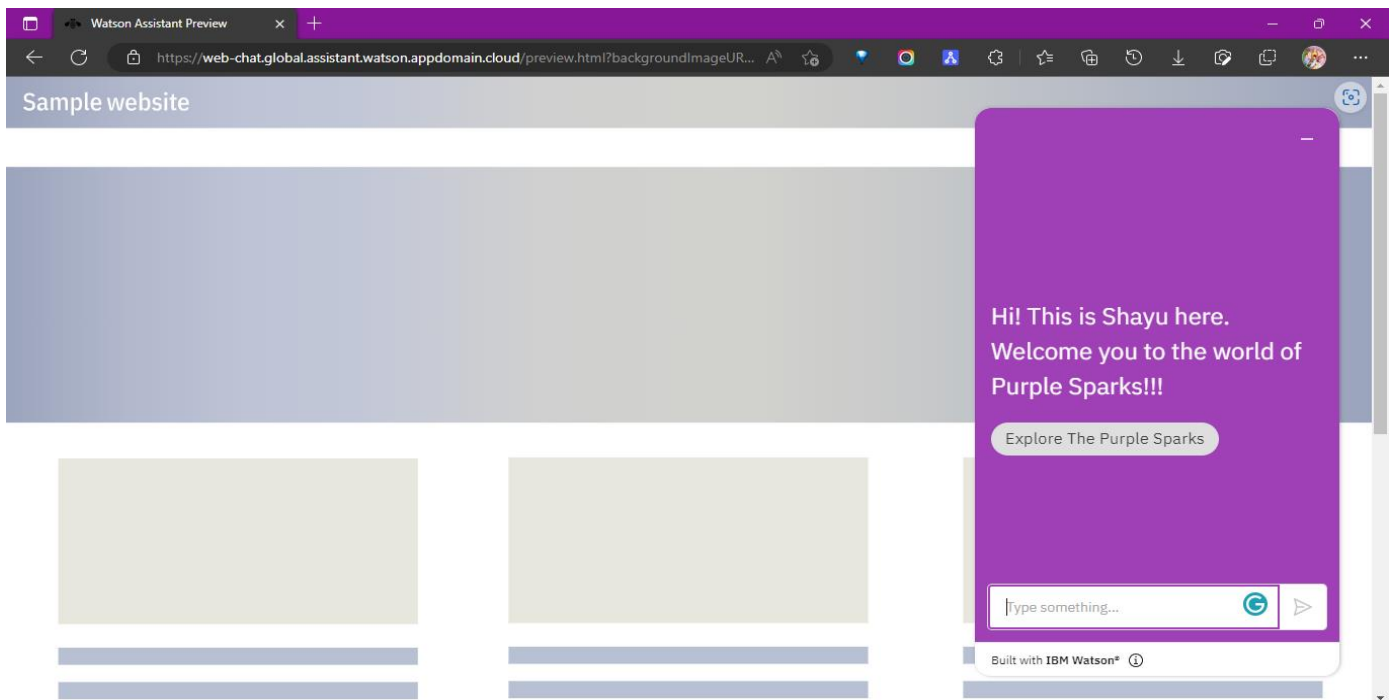 Watson Assistant Preview
https://web-chat.global.assistant.watson.appdomain.cloud/preview.html?backgroundImageUR...
Sample website
Hi! This is Shayu here.
Welcome you to the world of
Purple Sparks!!!
Explore The Purple Sparks
Type something...
Built with IBM Watson®